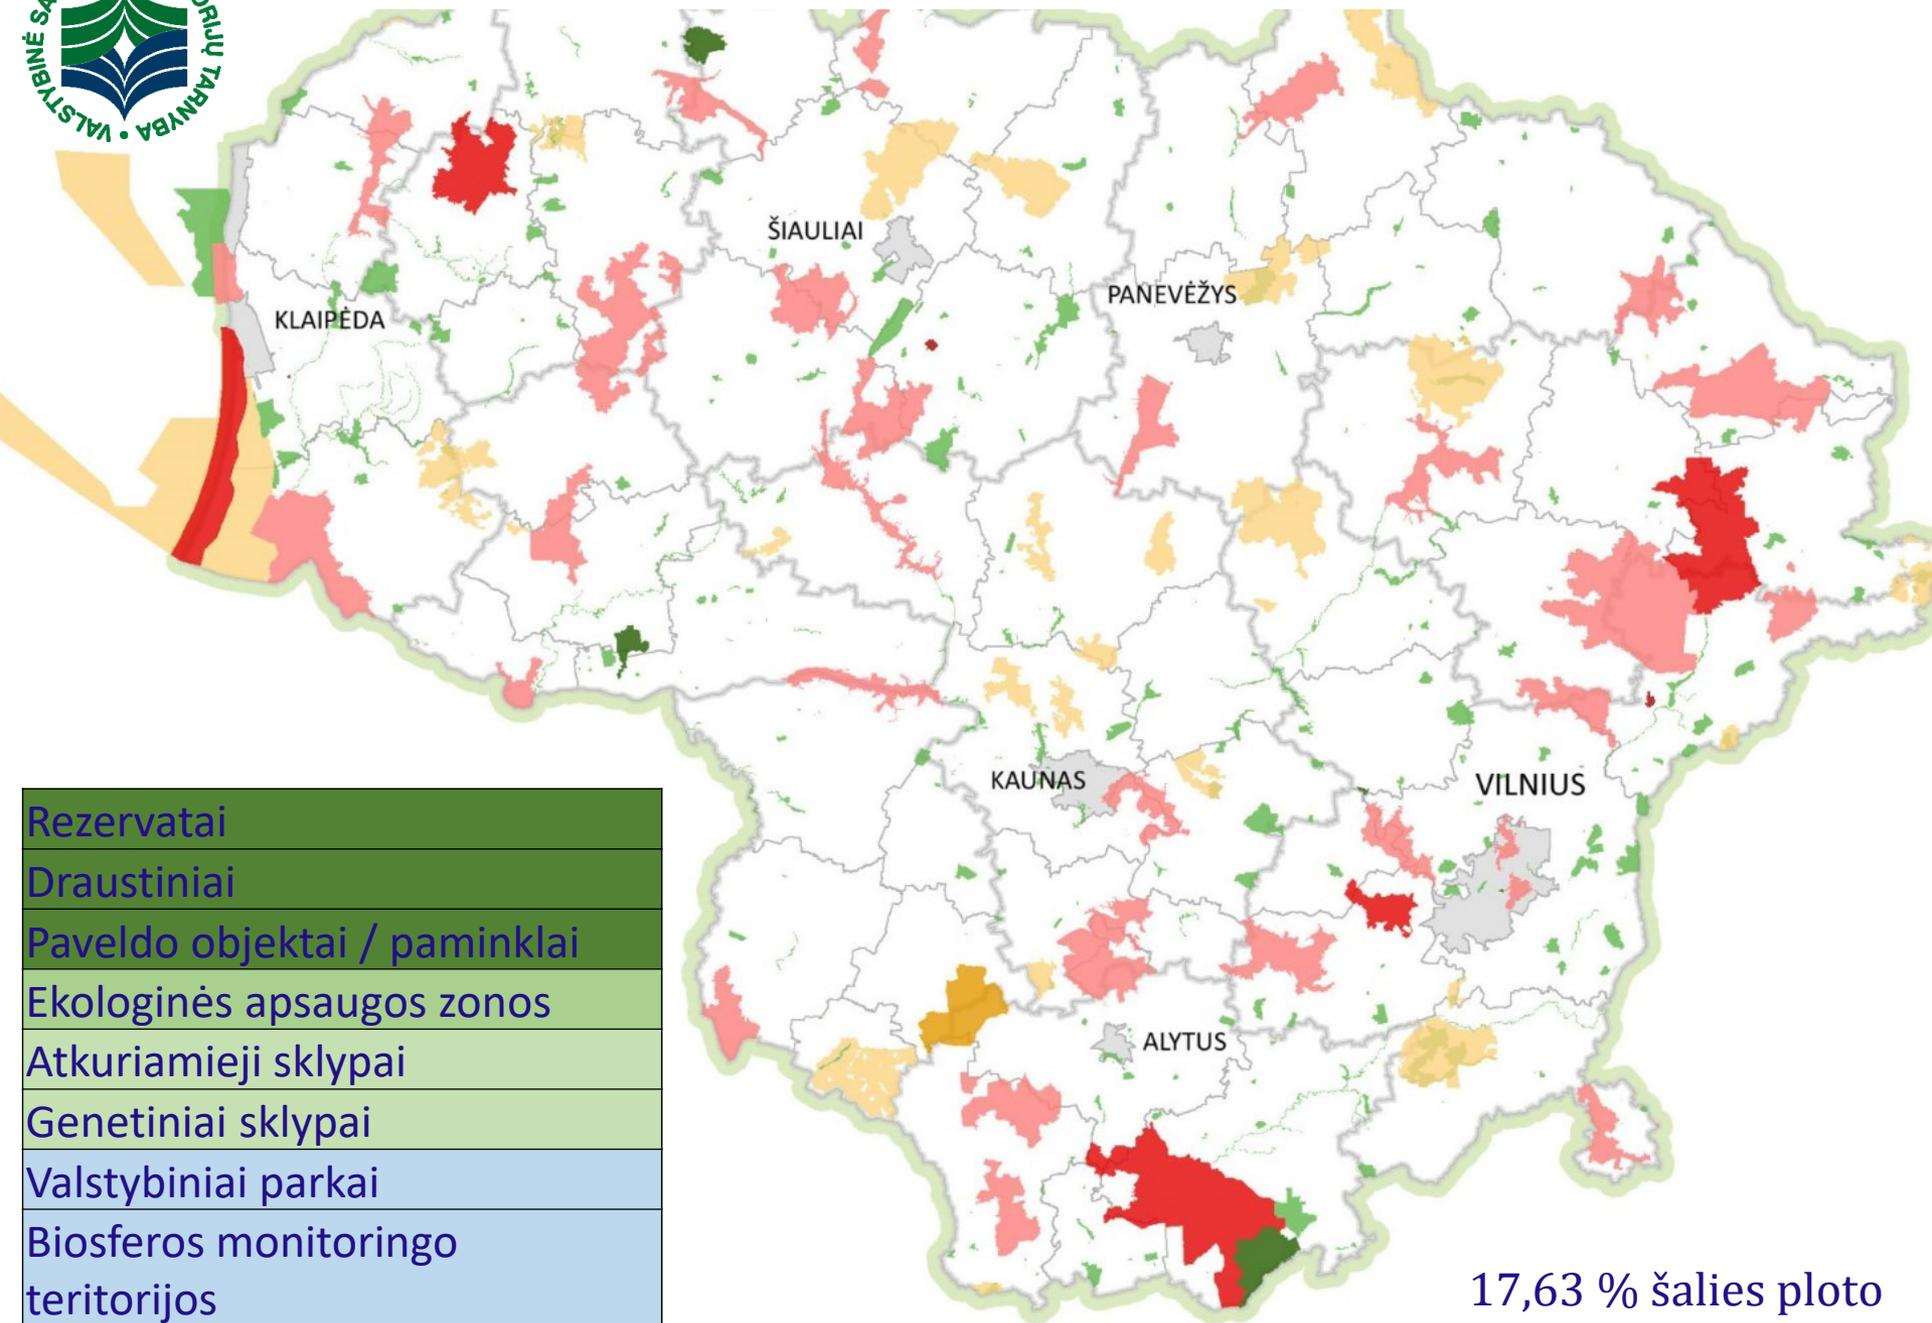 VALSTYBINĖ SA
ORIJŲ TARNYBA
ŠIAULIAI
PANEVĖŽYS
KLAIPĖDA
KAUNAS
VILNIUS
ALYTUS
Rezervatai
Draustiniai
Paveldo objektai / paminklai
Ekologinės apsaugos zonos
Atkuriamieji sklypai
Genetiniai sklypai
Valstybiniai parkai
Biosferos monitoringo
teritorijos
17,63 % šalies ploto